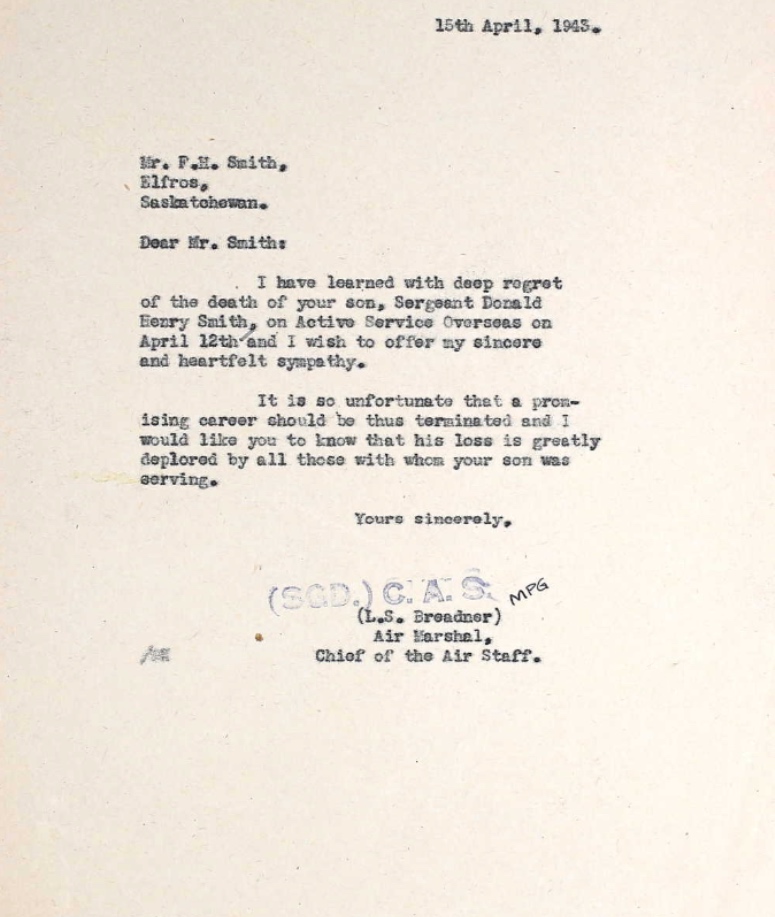 15th April, 1943.
Mr. F.H. Smith,
Elfros,
Saskatchewan.
Dear Mr. Smith:
I have learned with deep regret
of the death of your son, Sergeant Donald
Henry Smith, on Active Service Overseas on
April 12th and I wish to offer my sincere
and heartfelt sympathy.
It is so unfortunate that a prom-
ising career should be thus terminated and I
would like you to know that his loss is greatly
deplored by all those with whom your son was
serving.
Yours sincerely,
(SGD.) C. A. S. MPG
(L.S. Breadner)
Air Marshal,
Chief of the Air Staff.